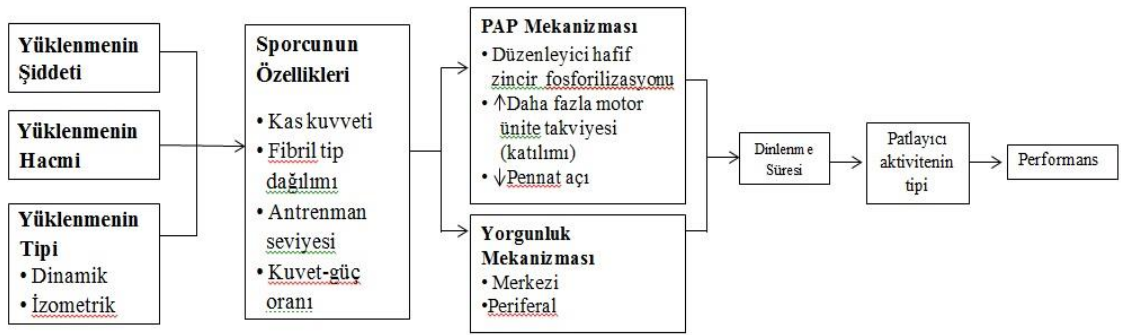 Yüklenmenin
Şiddeti
Yüklenmenin
Hacmi
Yüklenmenin
Tipi
• Dinamik
• İzometrik
Sporcunun
Özellikleri
• Kas kuvveti
• Fibril tip
dağılımı
• Antrenman
seviyesi
• Kuvet-güç
oranı
PAP Mekanizması
• Düzenleyici hafif
zincir fosforilizasyonu
• ↑Daha fazla motor
ünite takviyesi
(katılımı)
• ↓Pennat açı
Yorgunluk
Mekanizması
• Merkezi
•Periferal
Dinlenme
Süresi
Patlayıcı
aktivitenin
tipi
Performans